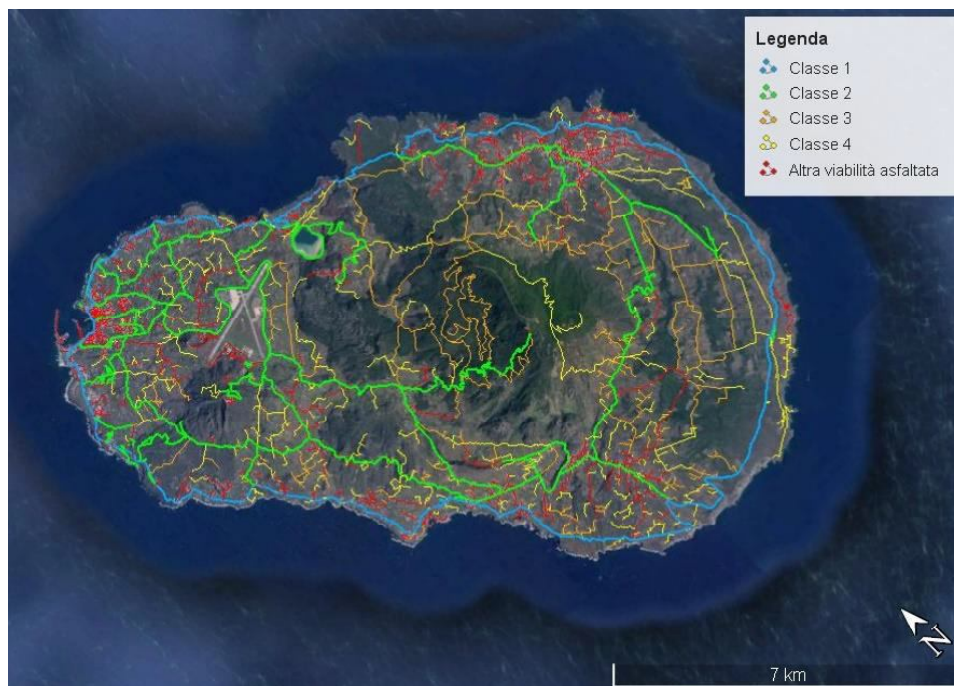 Legenda
Classe 1
Classe 2
Classe 3
Classe 4
Altra viabilità asfaltata
N
7 km